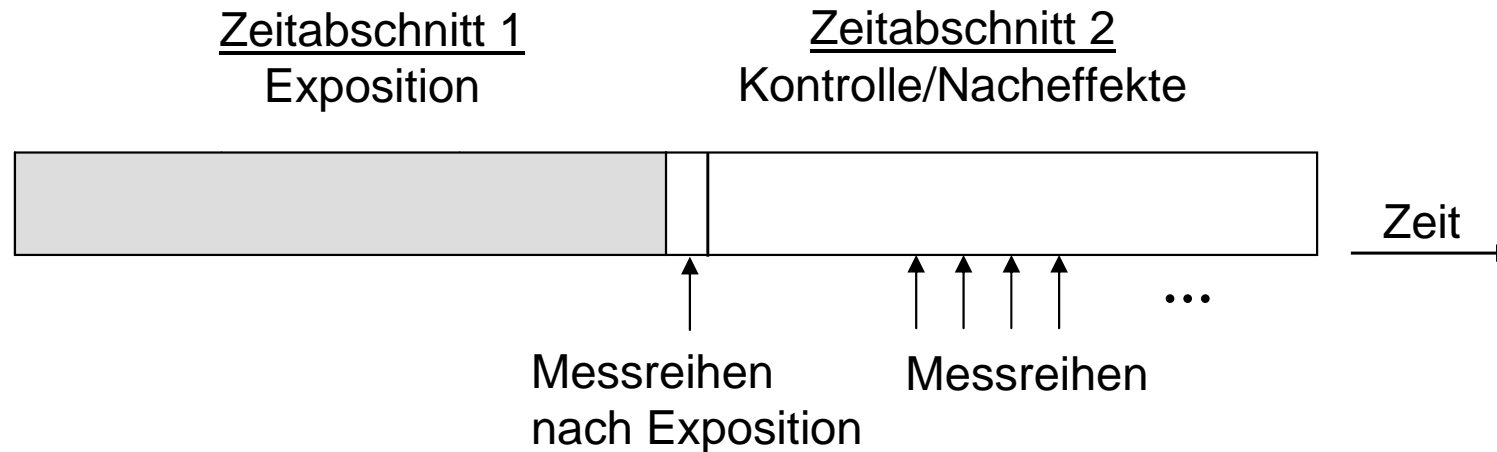 Zeitabschnitt 1
Exposition
Zeitabschnitt 2
Kontrolle/Nacheffekte
Zeit
...
Messreihen
nach Exposition
Messreihen